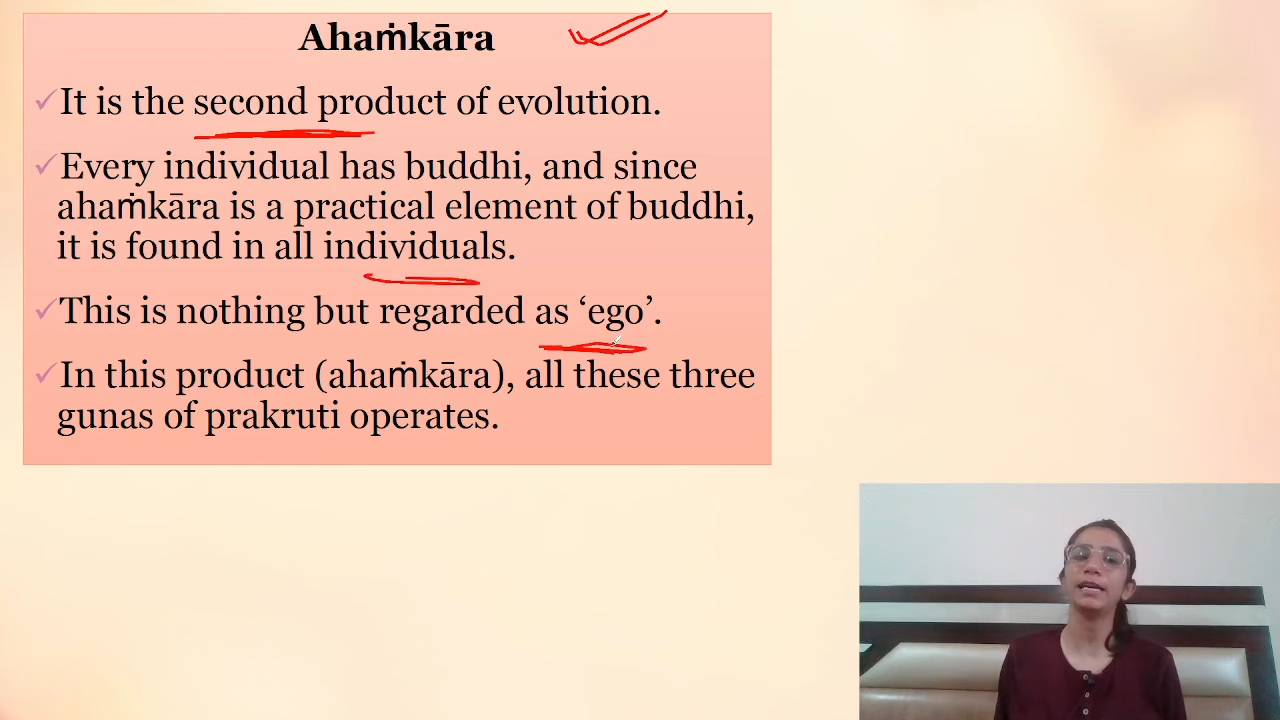 Ahaṁkāra
It is the second product of evolution.
Every individual has buddhi, and since
ahaṁkāra is a practical element of buddhi,
it is found in all individuals.
This is nothing but regarded as ‘ego’.
In this product (ahaṁkāra), all these three
gunas of prakruti operates.